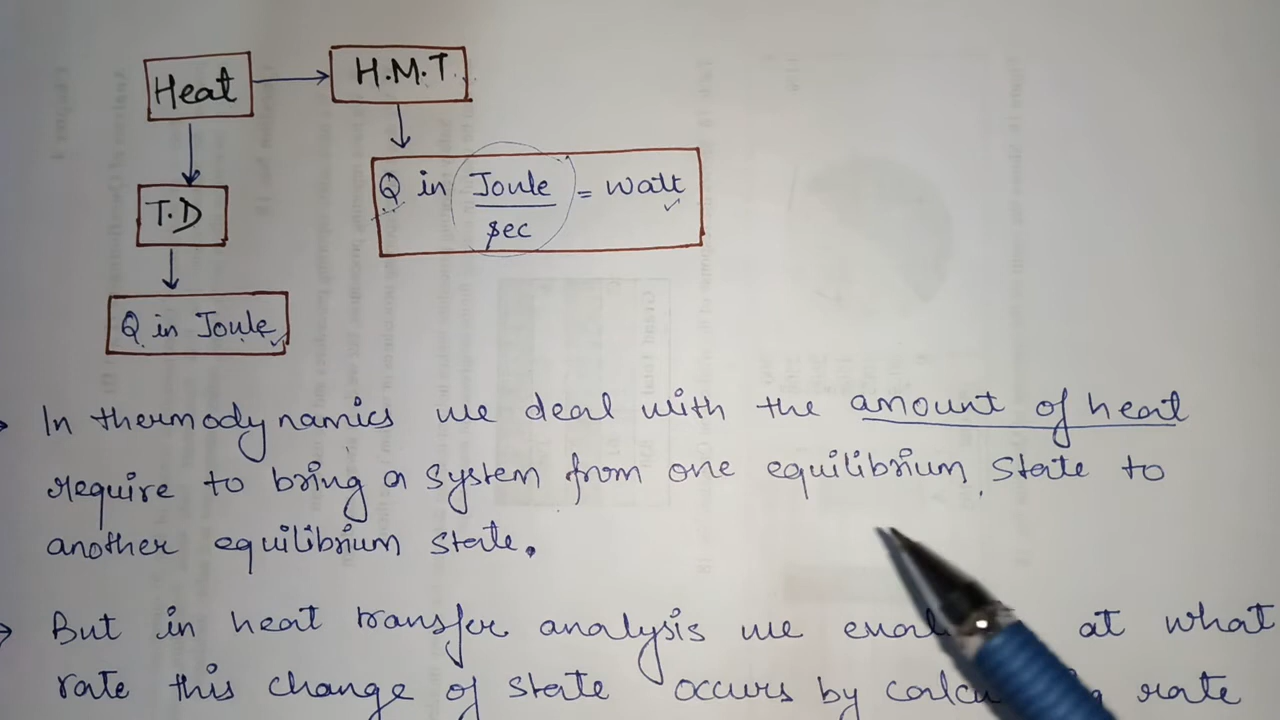 Heat
H.M.T
Q in Joule/sec = watt
T.D
Q in Joule
In thermodynamics we deal with the amount of heat
require to bring a system from one equilibrium state to
another equilibrium state.
But in heat transfer analysis we at what
rate this change of state occurs by rate